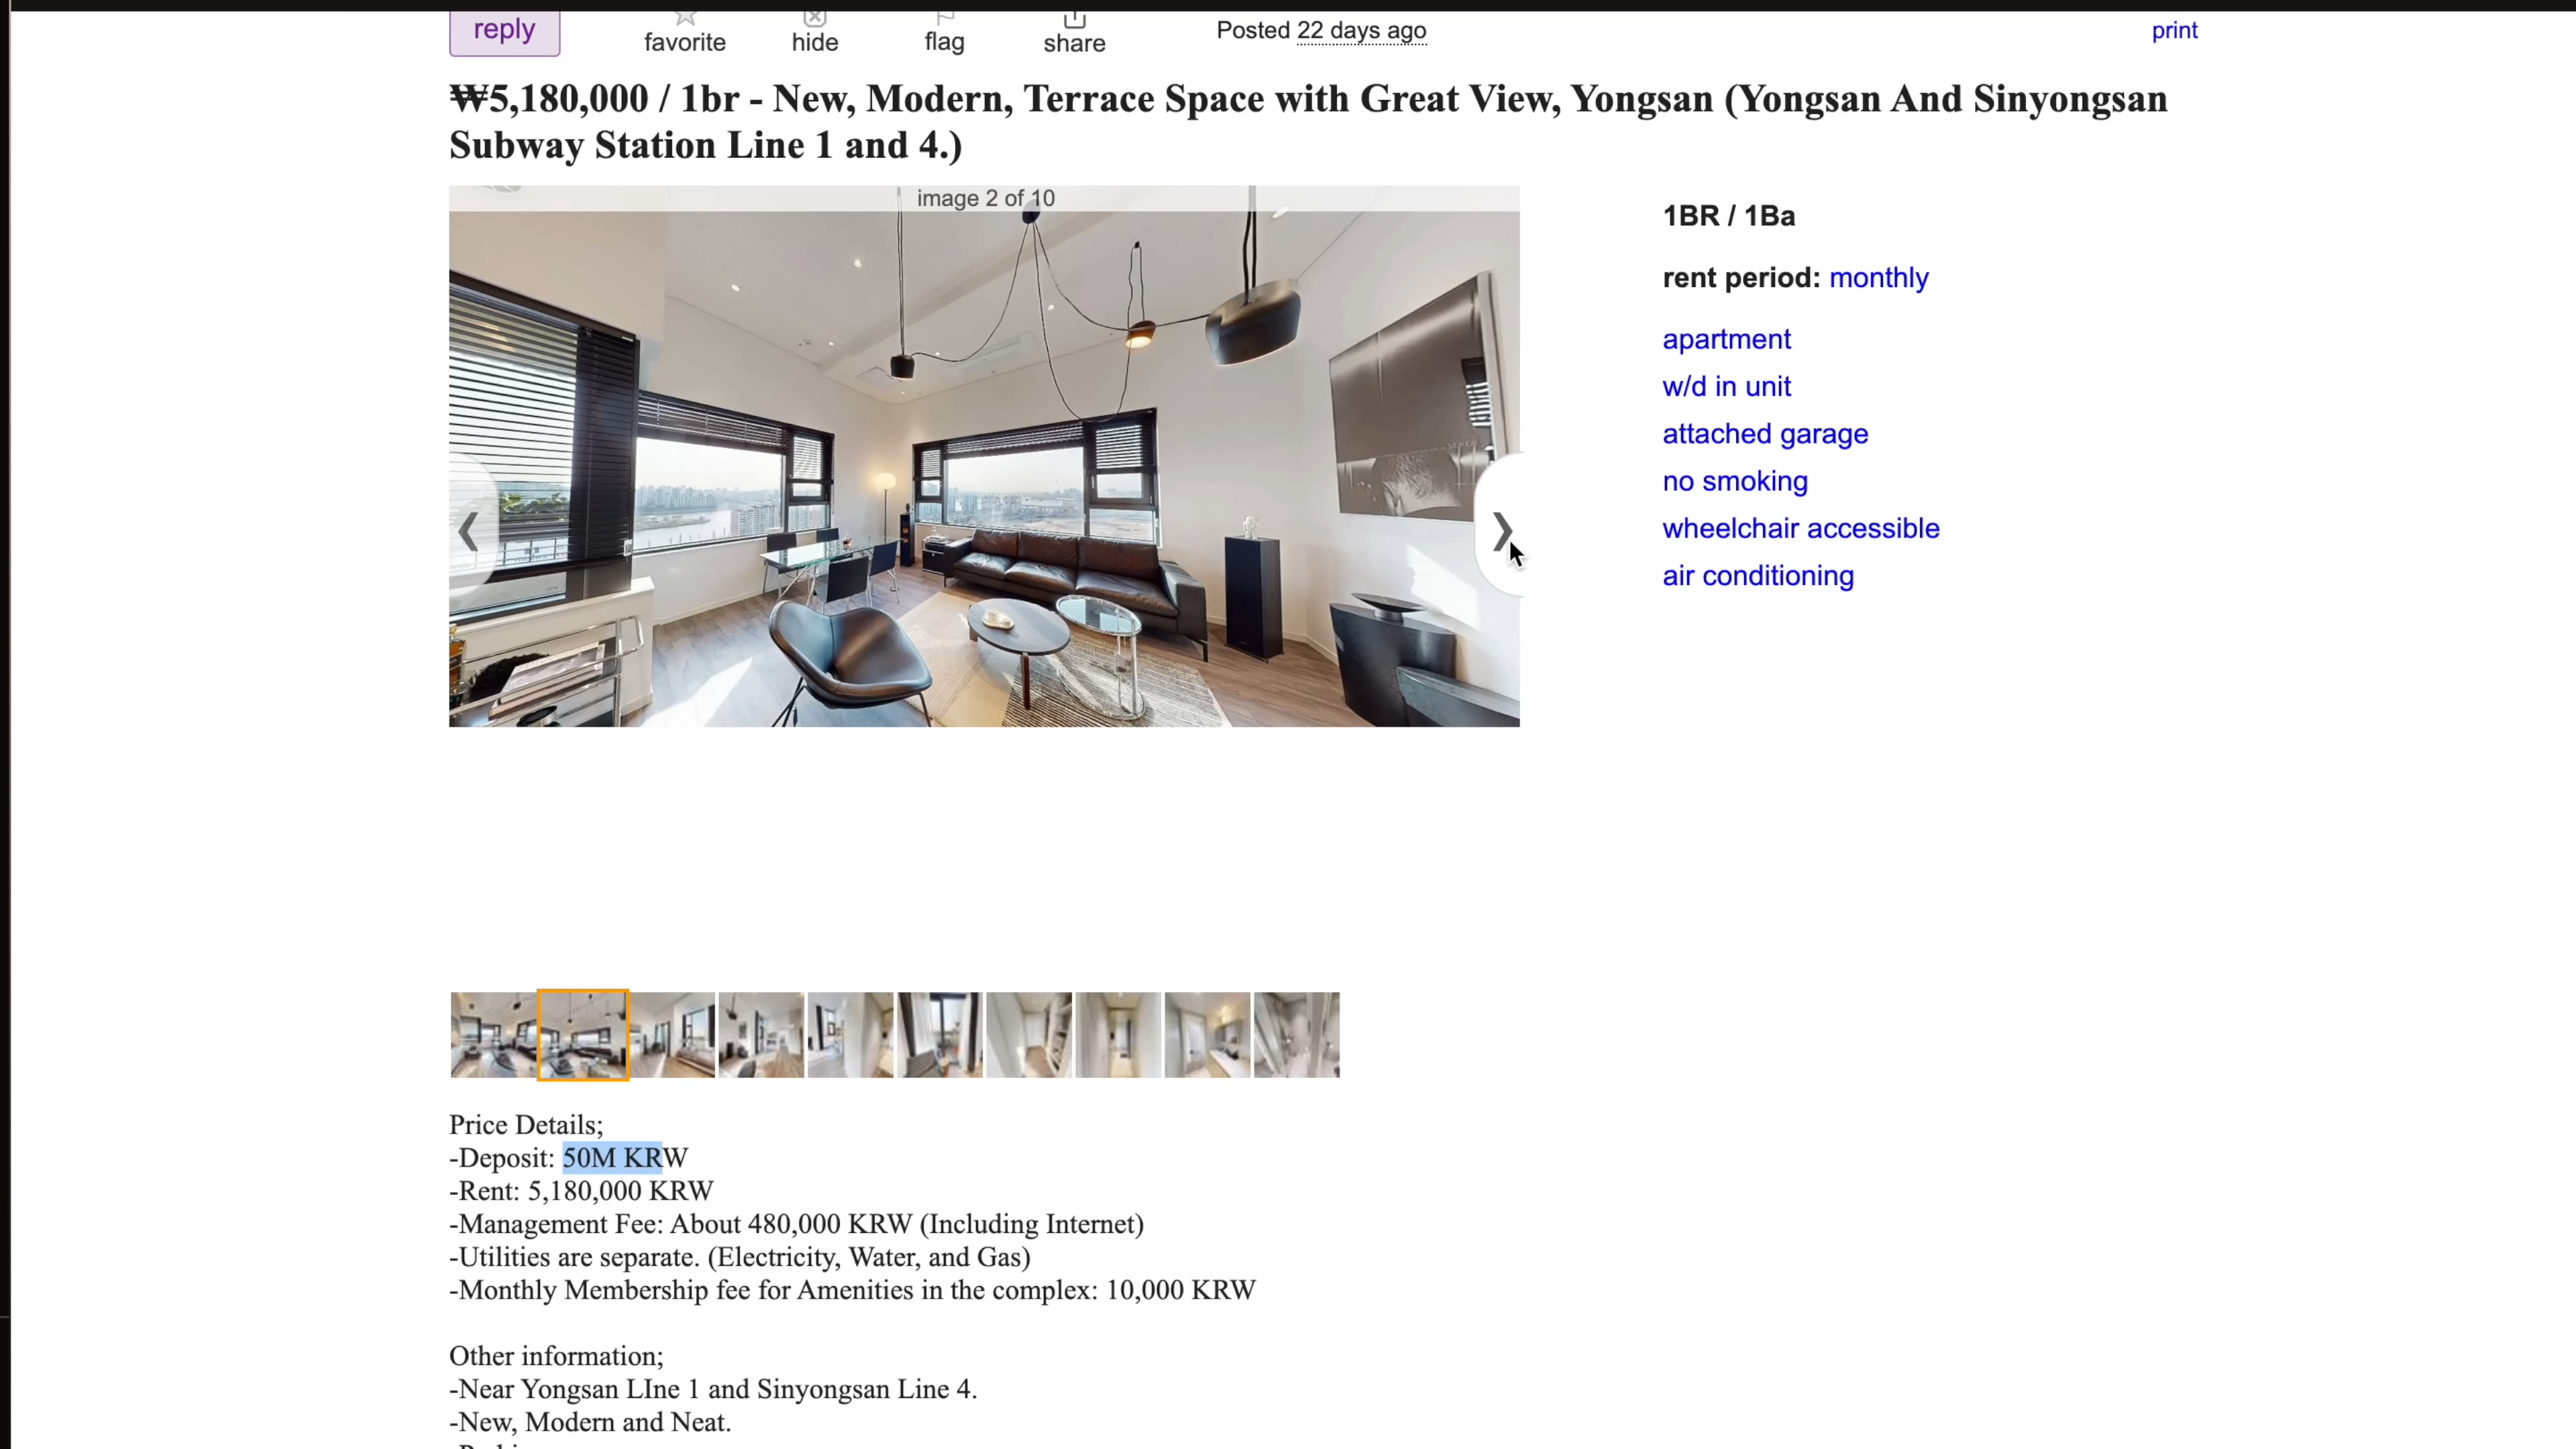 reply
favorite
hide
flag
share
Posted 22 days ago
print
₩5,180,000 / 1br - New, Modern, Terrace Space with Great View, Yongsan (Yongsan And Sinyongsan
Subway Station Line 1 and 4.)
image 2 of 10
1BR / 1Ba
rent period: monthly
apartment
w/d in unit
attached garage
no smoking
wheelchair accessible
air conditioning
Price Details;
-Deposit: 50M KRW
-Rent: 5,180,000 KRW
-Management Fee: About 480,000 KRW (Including Internet)
-Utilities are separate. (Electricity, Water, and Gas)
-Monthly Membership fee for Amenities in the complex: 10,000 KRW
Other information;
-Near Yongsan LIne 1 and Sinyongsan Line 4.
-New, Modern and Neat.